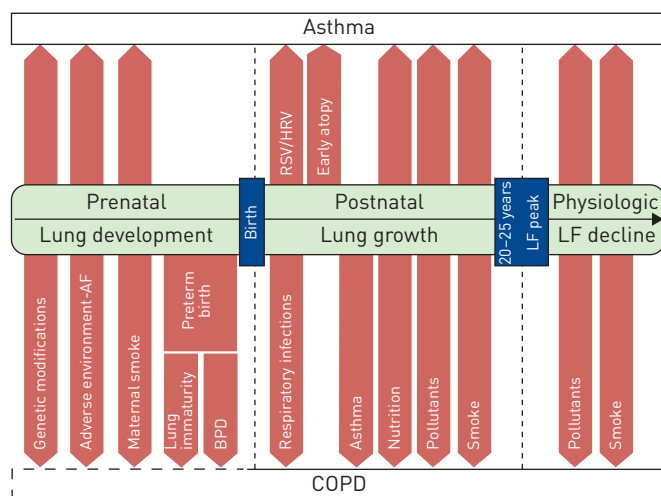 Asthma
RSV/HRV
Early atopy
Prenatal
Postnatal
Physiologic
Birth
20–25 years
LF peak
Lung development
Lung growth
LF decline
Genetic modifications
Adverse environment-AF
Maternal smoke
Preterm
birth
Lung
immaturity
BPD
Respiratory infections
Asthma
Nutrition
Pollutants
Smoke
Pollutants
Smoke
COPD